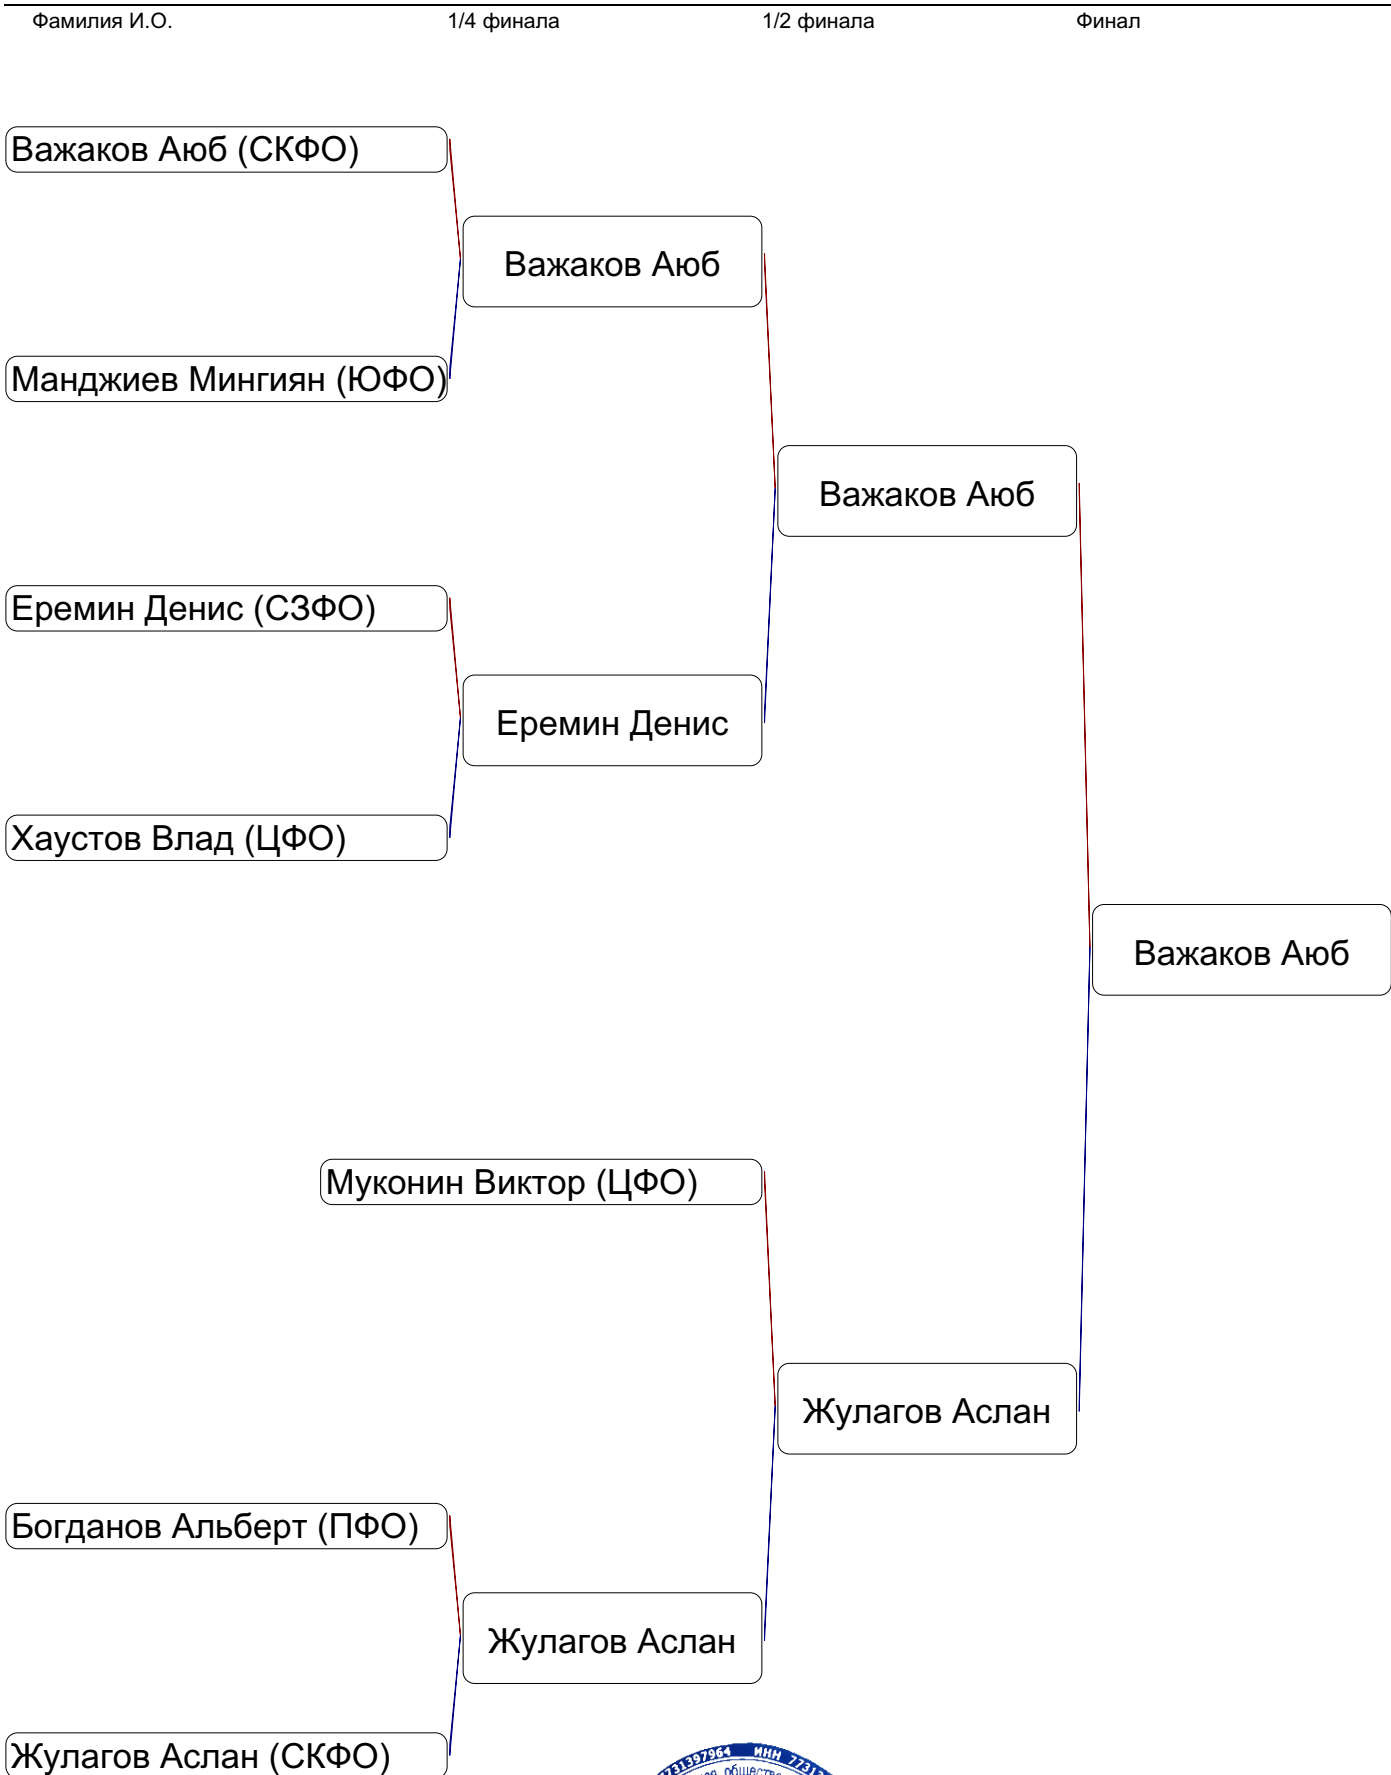 Фамилия И.О. 1/4 финала 1/2 финала Финал
Важаков Аюб (СКФО)
Важаков Аюб
Манджиев Мингиян (ЮФО)
Важаков Аюб
Еремин Денис (СЗФО)
Еремин Денис
Хаустов Влад (ЦФО)
Важаков Аюб
Муконин Виктор (ЦФО)
Жулагов Аслан
Богданов Альберт (ПФО)
Жулагов Аслан
Жулагов Аслан (СКФО)
ИНН